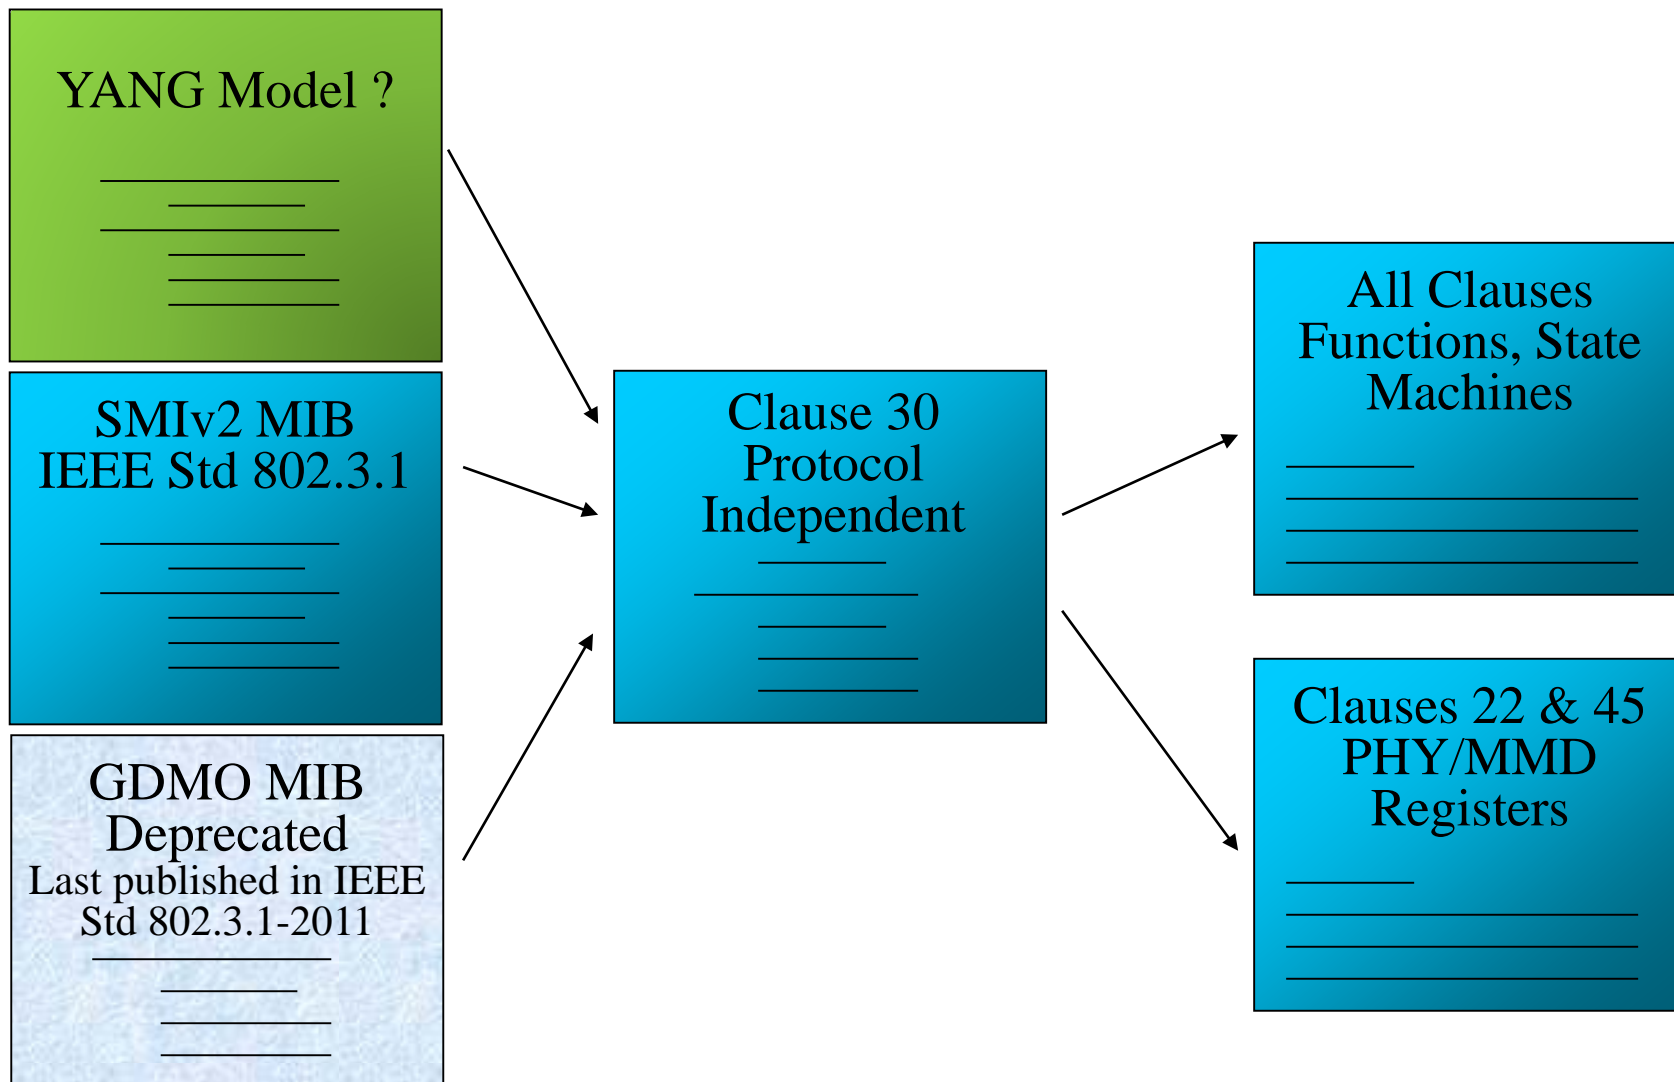 YANG Model ?
SMIv2 MIB
IEEE Std 802.3.1
GDMO MIB
Deprecated
Last published in IEEE
Std 802.3.1-2011
Clause 30
Protocol
Independent
All Clauses
Functions, State
Machines
Clauses 22 & 45
PHY/MMD
Registers